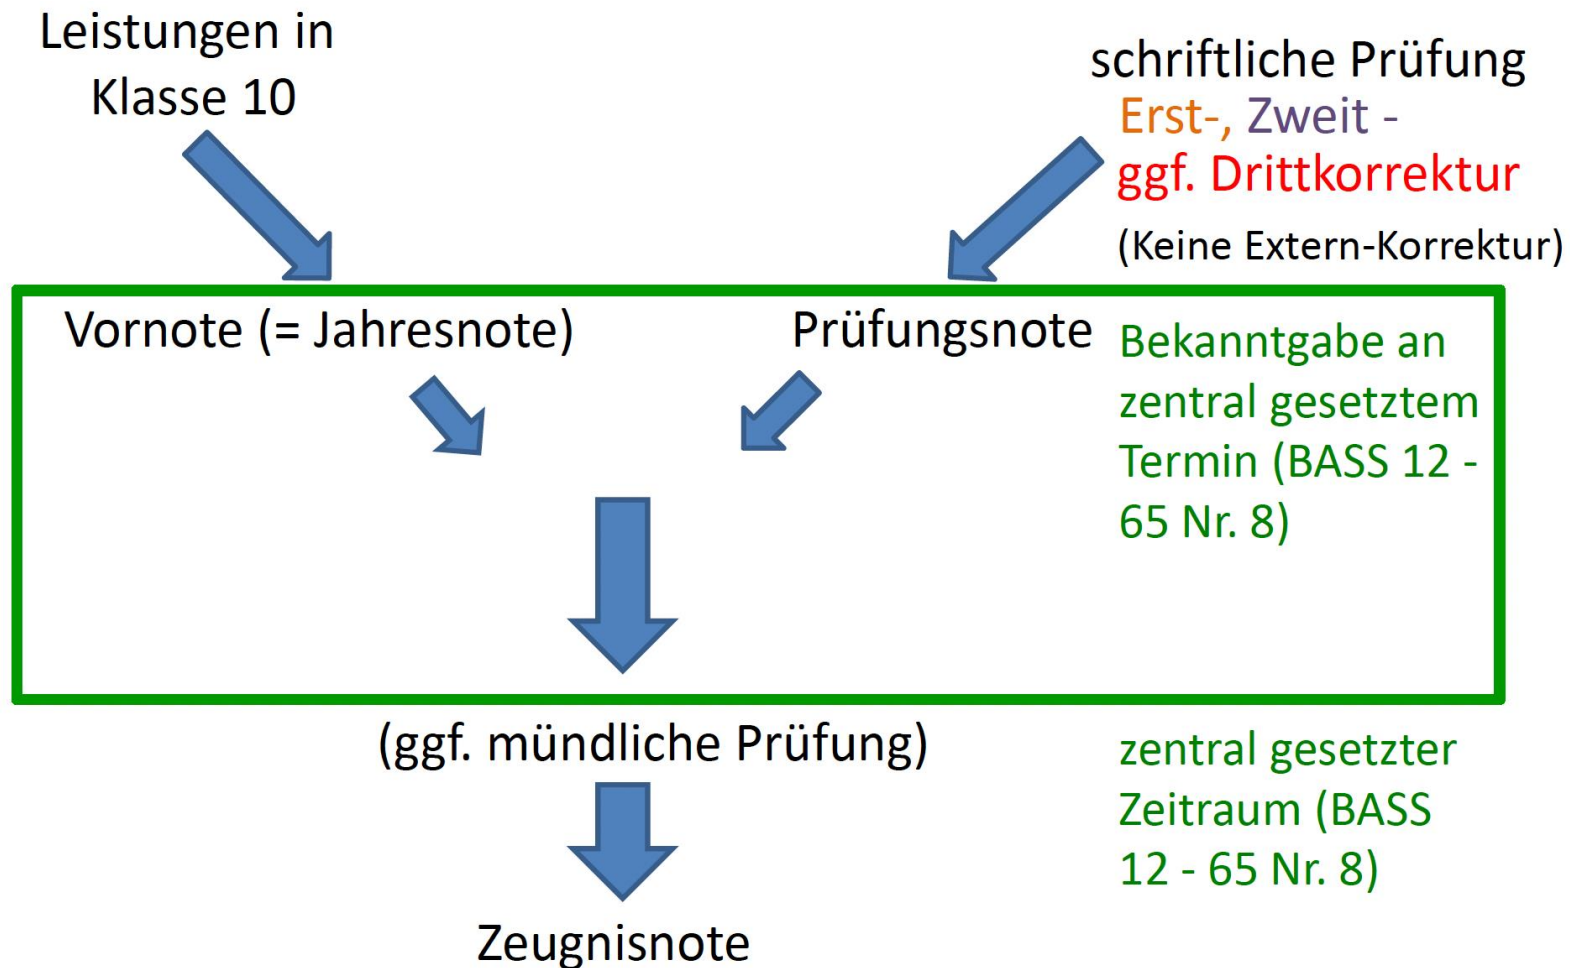 Leistungen in
Klasse 10
schriftliche Prüfung
Erst-, Zweit -
ggf. Drittkorrektur
(Keine Extern-Korrektur)
Vornote (= Jahresnote)
Prüfungsnote
Bekanntgabe an
zentral gesetztem
Termin (BASS 12 -
65 Nr. 8)
(ggf. mündliche Prüfung)
zentral gesetzter
Zeitraum (BASS
12 - 65 Nr. 8)
Zeugnisnote